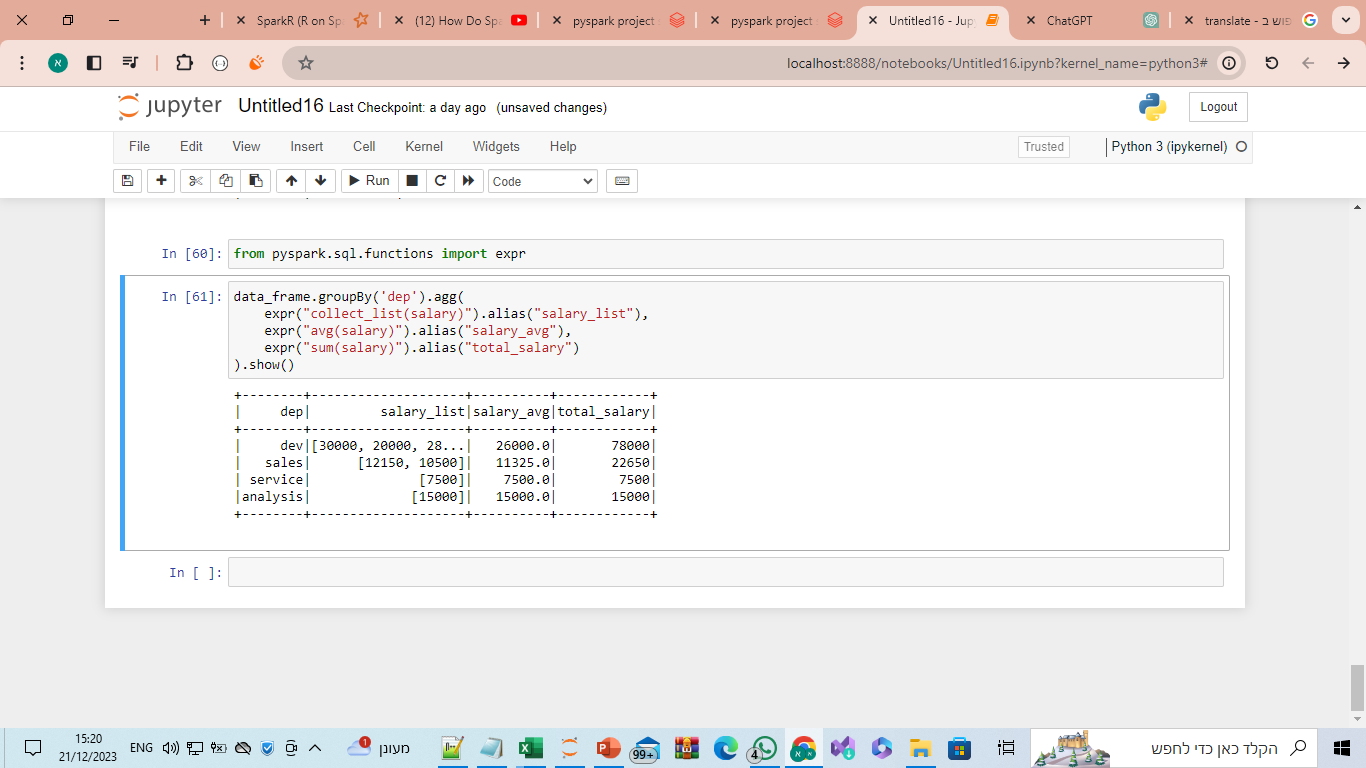 SparkR (R on Sp
(12) How Do Spa
pyspark project
pyspark project
Untitled16 - Jup
ChatGPT
translate - חיפוש ב
א
localhost:8888/notebooks/Untitled16.ipynb?kernel_name=python3#
jupyter Untitled16 Last Checkpoint: a day ago (unsaved changes)
Logout
File Edit View Insert Cell Kernel Widgets Help
Trusted
Python 3 (ipykernel)
Run
Code
In [60]: from pyspark.sql.functions import expr
In [61]: data_frame.groupBy('dep').agg(
    expr("collect_list(salary)").alias("salary_list"),
    expr("avg(salary)").alias("salary_avg"),
    expr("sum(salary)").alias("total_salary")
).show()
+--------+--------------------+----------+------------+
|     dep|         salary_list|salary_avg|total_salary|
+--------+--------------------+----------+------------+
|     dev|[30000, 20000, 28...|   26000.0|       78000|
|   sales|      [12150, 10500]|   11325.0|       22650|
| service|              [7500]|    7500.0|        7500|
|analysis|             [15000]|   15000.0|       15000|
+--------+--------------------+----------+------------+
In [ ]:
15:20
21/12/2023
ENG
1
מעונן
99+
4
הקלד כאן כדי לחפש